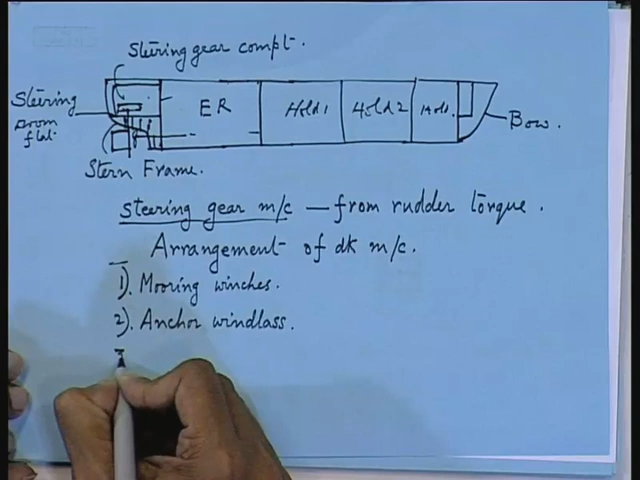 Steering gear compt.
Steering
room
flat
ER
Hold 1
Hold 2
Hold
Bow.
Stern Frame.
Steering gear m/c — from rudder torque.
Arrangement of dk m/c.
1). Mooring winches.
2). Anchor windlass.